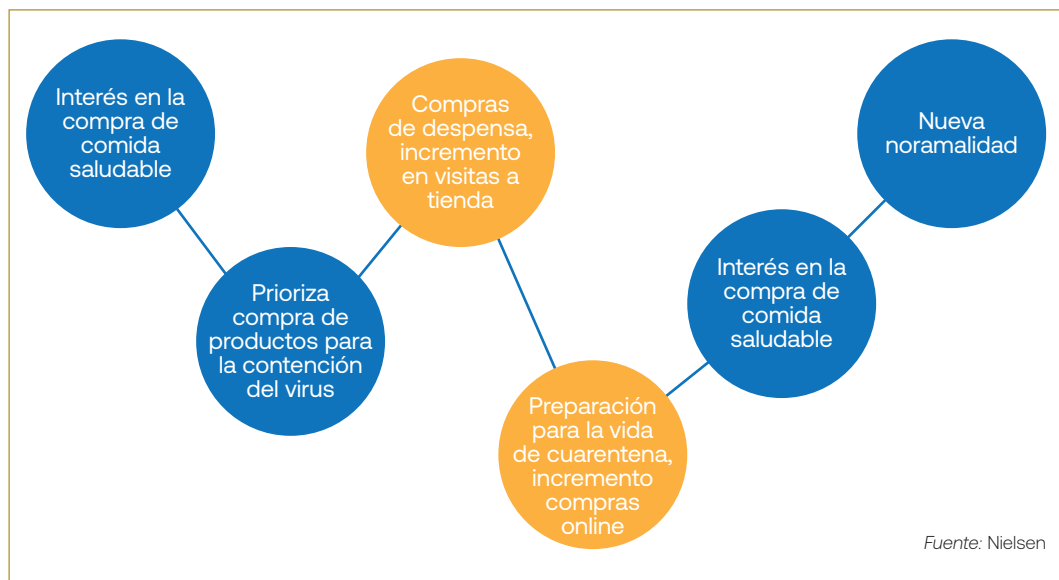 Interés en la
compra de
comida
saludable
Prioriza
compra de
productos para
la contención
del virus
Compras
de despensa,
incremento
en visitas a
tienda
Preparación
para la vida
de cuarentena,
incremento
compras
online
Interés en la
compra de
comida
saludable
Nueva
noramalidad
Fuente: Nielsen